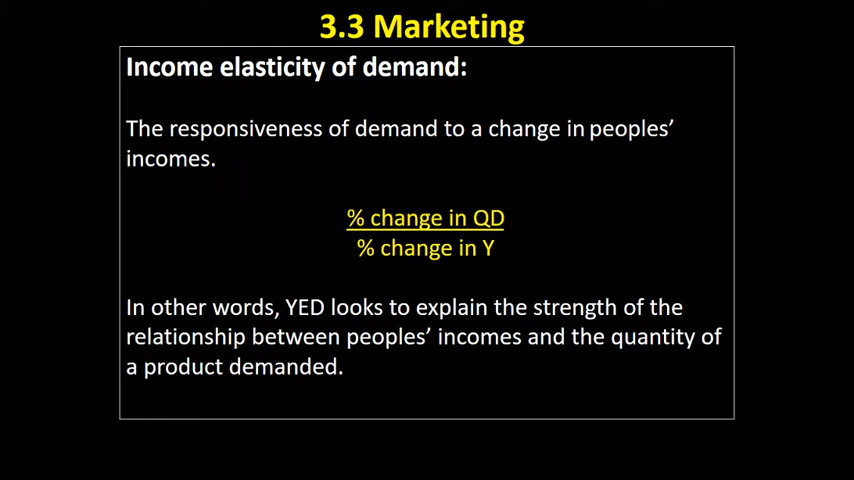 3.3 Marketing
Income elasticity of demand:
The responsiveness of demand to a change in peoples’
incomes.
% change in QD
% change in Y
In other words, YED looks to explain the strength of the
relationship between peoples’ incomes and the quantity of
a product demanded.